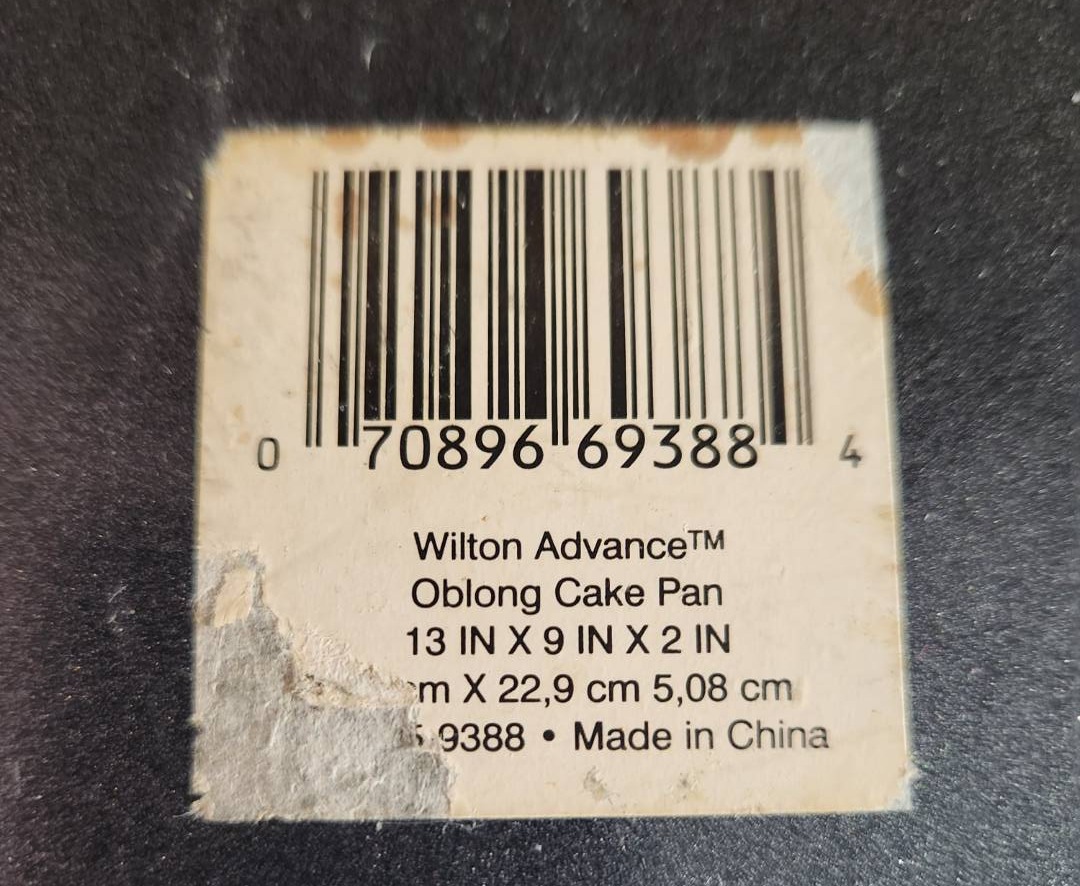 0 70896 69388 4
Wilton Advance™
Oblong Cake Pan
13 IN X 9 IN X 2 IN
X 22,9 cm 5,08 cm
9388 • Made in China